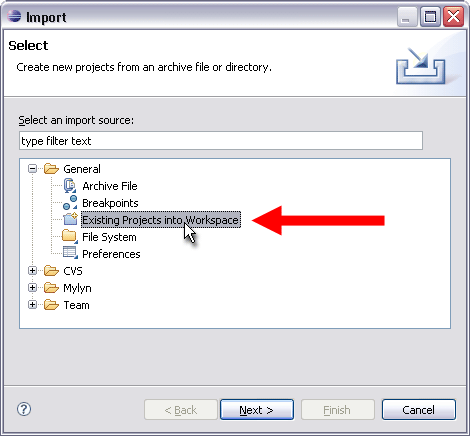 Import
Select
Create new projects from an archive file or directory.
Select an import source:
type filter text
General
Archive File
Breakpoints
Existing Projects into Workspace
File System
Preferences
CVS
Mylyn
Team
?
< Back
Next >
Finish
Cancel